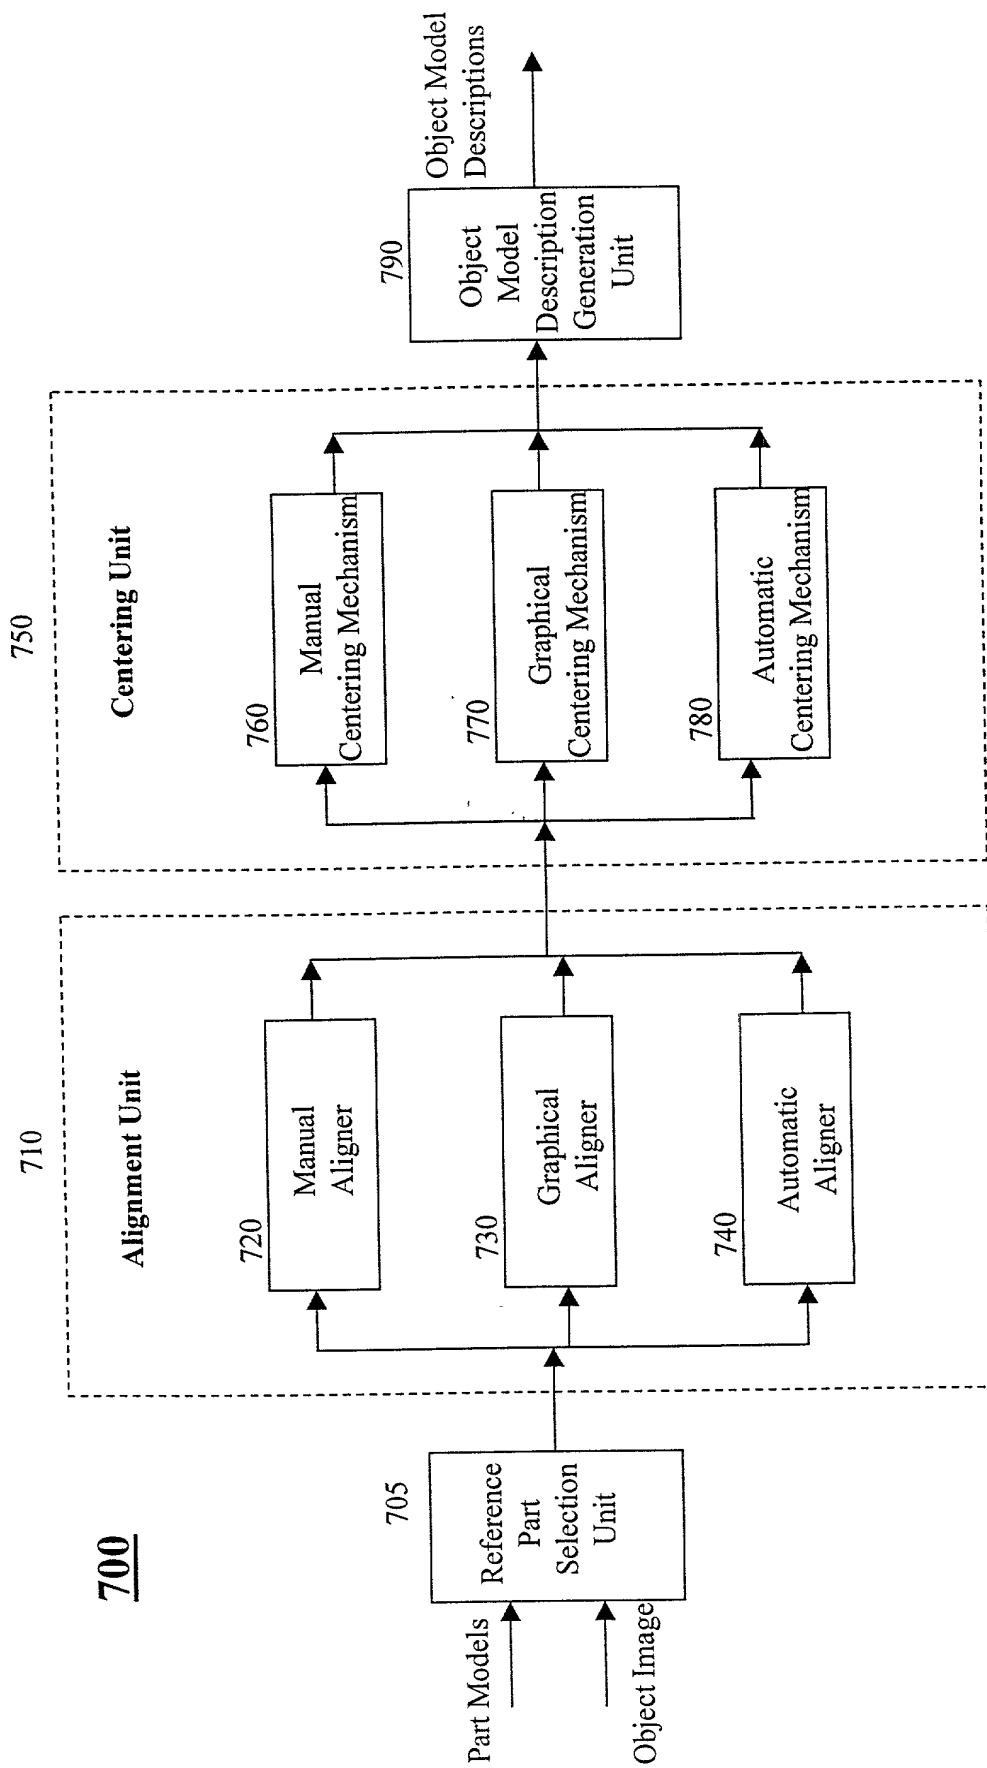 700
Part Models
Object Image
705
Reference
Part
Selection
Unit
710
Alignment Unit
720
Manual
Aligner
730
Graphical
Aligner
740
Automatic
Aligner
750
Centering Unit
760
Manual
Centering Mechanism
770
Graphical
Centering Mechanism
780
Automatic
Centering Mechanism
790
Object
Model
Description
Generation
Unit
Object Model
Descriptions